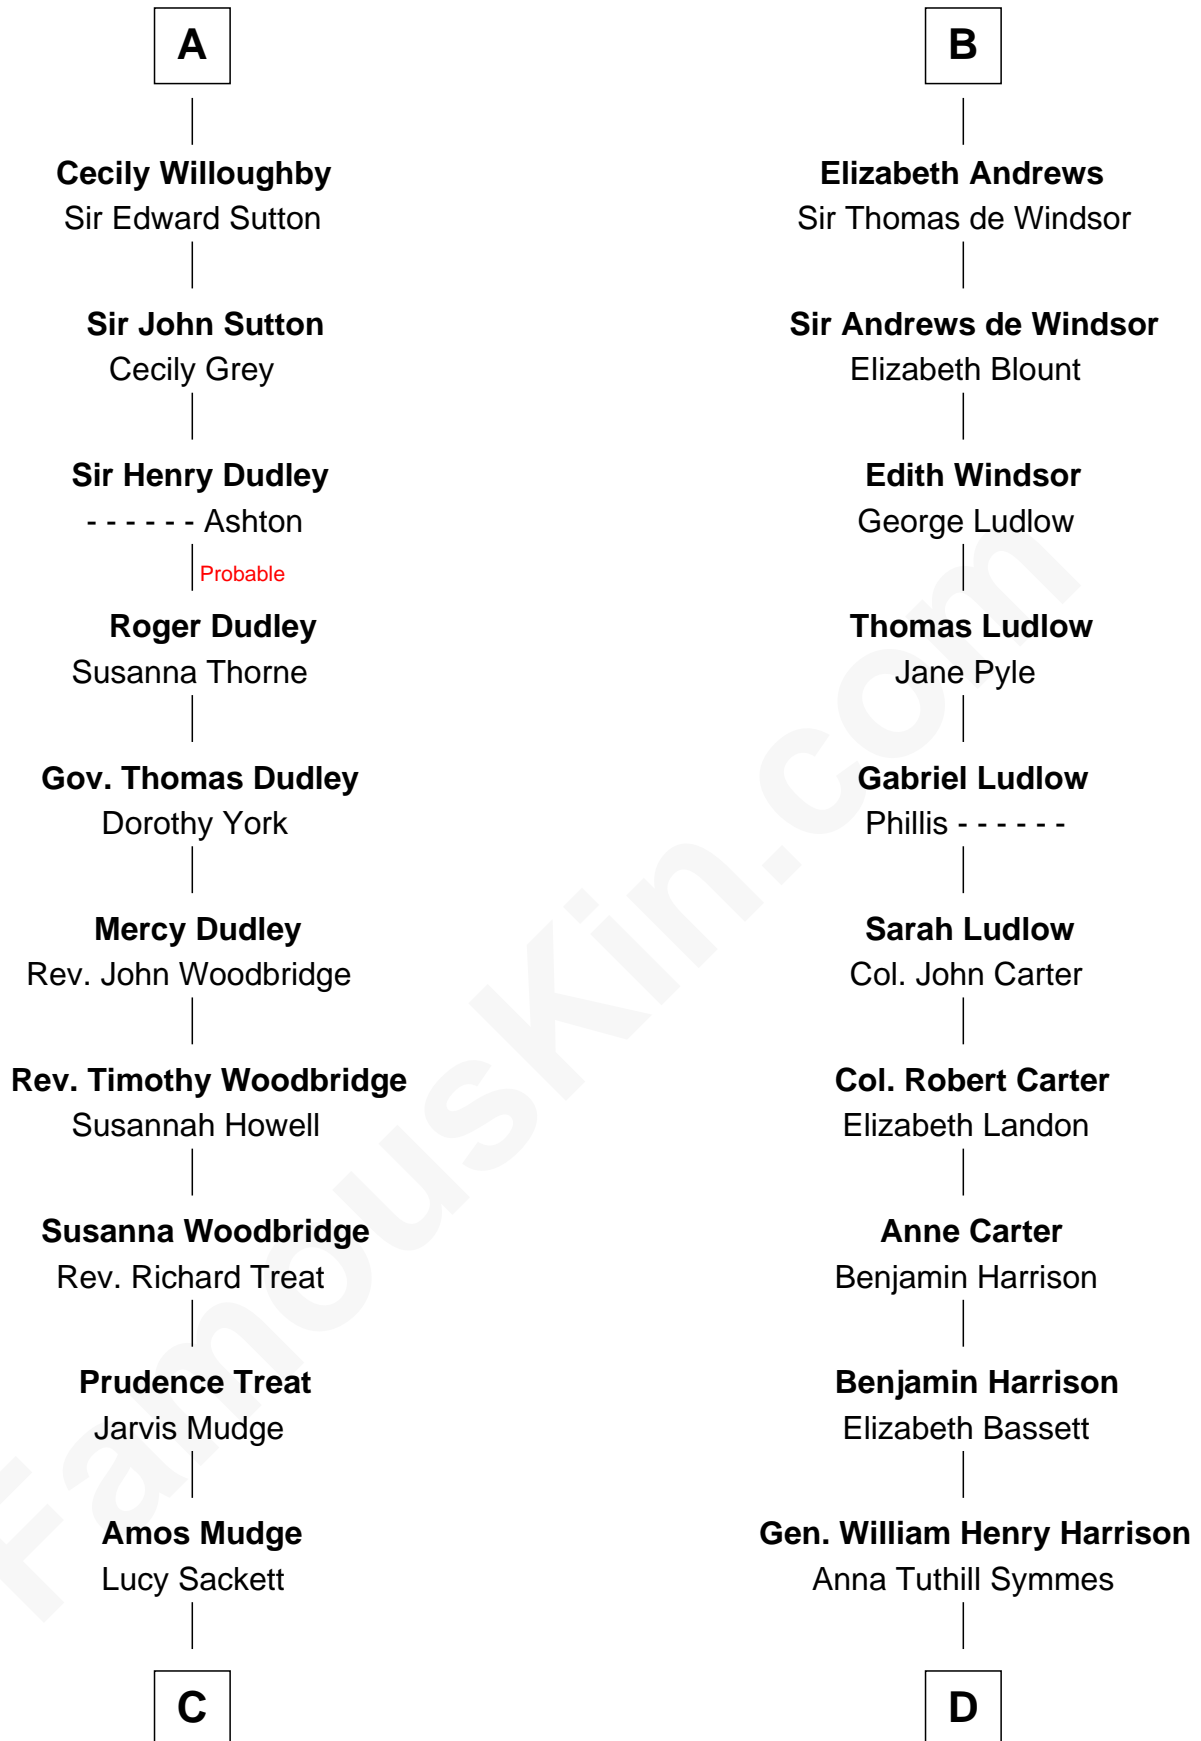 A
Cecily Willoughby
Sir Edward Sutton
Sir John Sutton
Cecily Grey
Sir Henry Dudley
- - - - - - Ashton
Probable
Roger Dudley
Susanna Thorne
Gov. Thomas Dudley
Dorothy York
Mercy Dudley
Rev. John Woodbridge
Rev. Timothy Woodbridge
Susannah Howell
Susanna Woodbridge
Rev. Richard Treat
Prudence Treat
Jarvis Mudge
Amos Mudge
Lucy Sackett
C
B
Elizabeth Andrews
Sir Thomas de Windsor
Sir Andrews de Windsor
Elizabeth Blount
Edith Windsor
George Ludlow
Thomas Ludlow
Jane Pyle
Gabriel Ludlow
Phillis - - - - - -
Sarah Ludlow
Col. John Carter
Col. Robert Carter
Elizabeth Landon
Anne Carter
Benjamin Harrison
Benjamin Harrison
Elizabeth Bassett
Gen. William Henry Harrison
Anna Tuthill Symmes
D
FamousKin.com